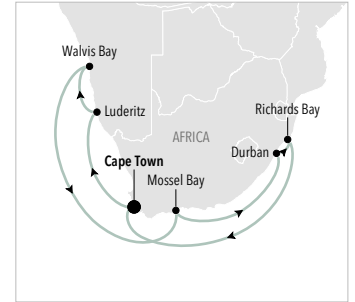 Walvis Bay
Luderitz
Richards Bay
AFRICA
Durban
Cape Town
Mossel Bay